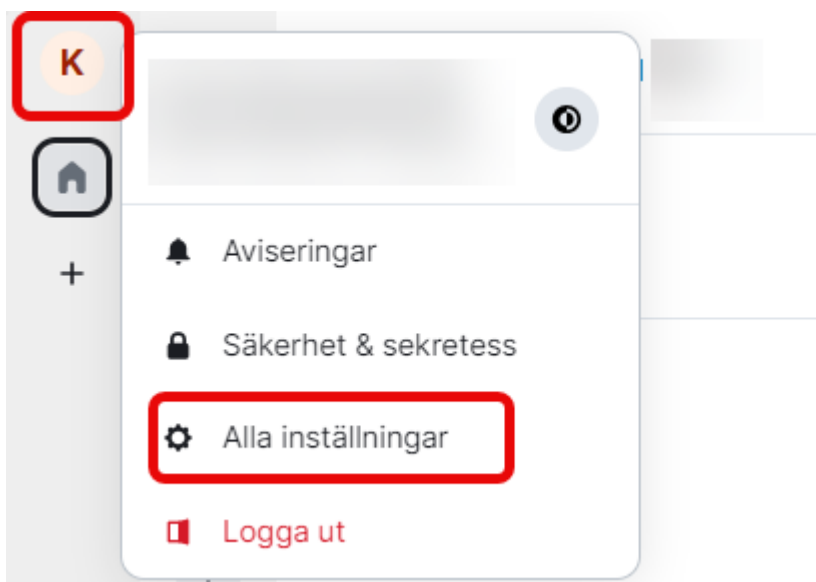 K
Aviseringar
Säkerhet & sekretess
Alla inställningar
Logga ut